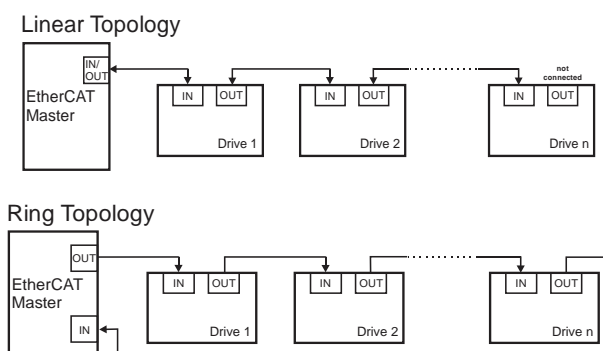 Linear Topology
IN/
OUT
EtherCAT
Master
IN
OUT
Drive 1
IN
OUT
Drive 2
not
connected
IN
OUT
Drive n
Ring Topology
OUT
EtherCAT
Master
IN
IN
OUT
Drive 1
IN
OUT
Drive 2
IN
OUT
Drive n